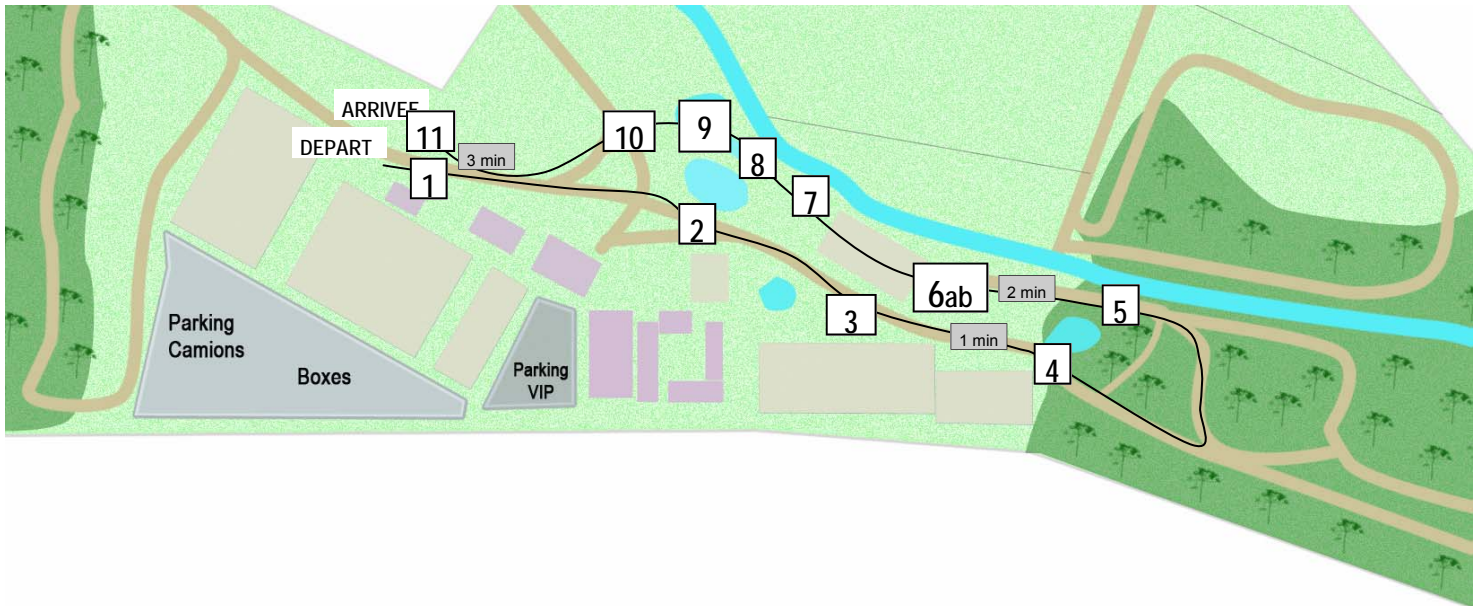 ARRIVEE
11
DEPART
3 min
1
10
9
8
7
2
6ab
2 min
5
3
1 min
4
Parking
Camions
Boxes
Parking
VIP